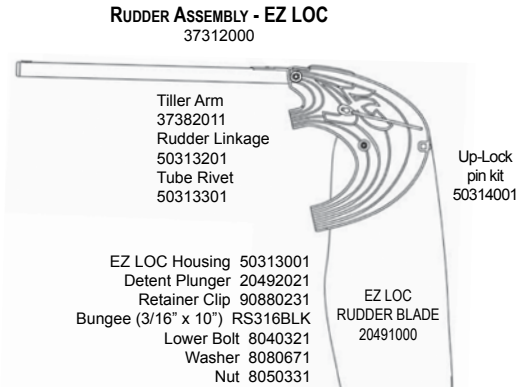 RUDDER ASSEMBLY - EZ LOC
37312000
Tiller Arm
37382011
Rudder Linkage
50313201
Tube Rivet
50313301
Up-Lock
pin kit
50314001
EZ LOC Housing 50313001
Detent Plunger 20492021
Retainer Clip 90880231
Bungee (3/16" x 10") RS316BLK
Lower Bolt 8040321
Washer 8080671
Nut 8050331
EZ LOC
RUDDER BLADE
20491000